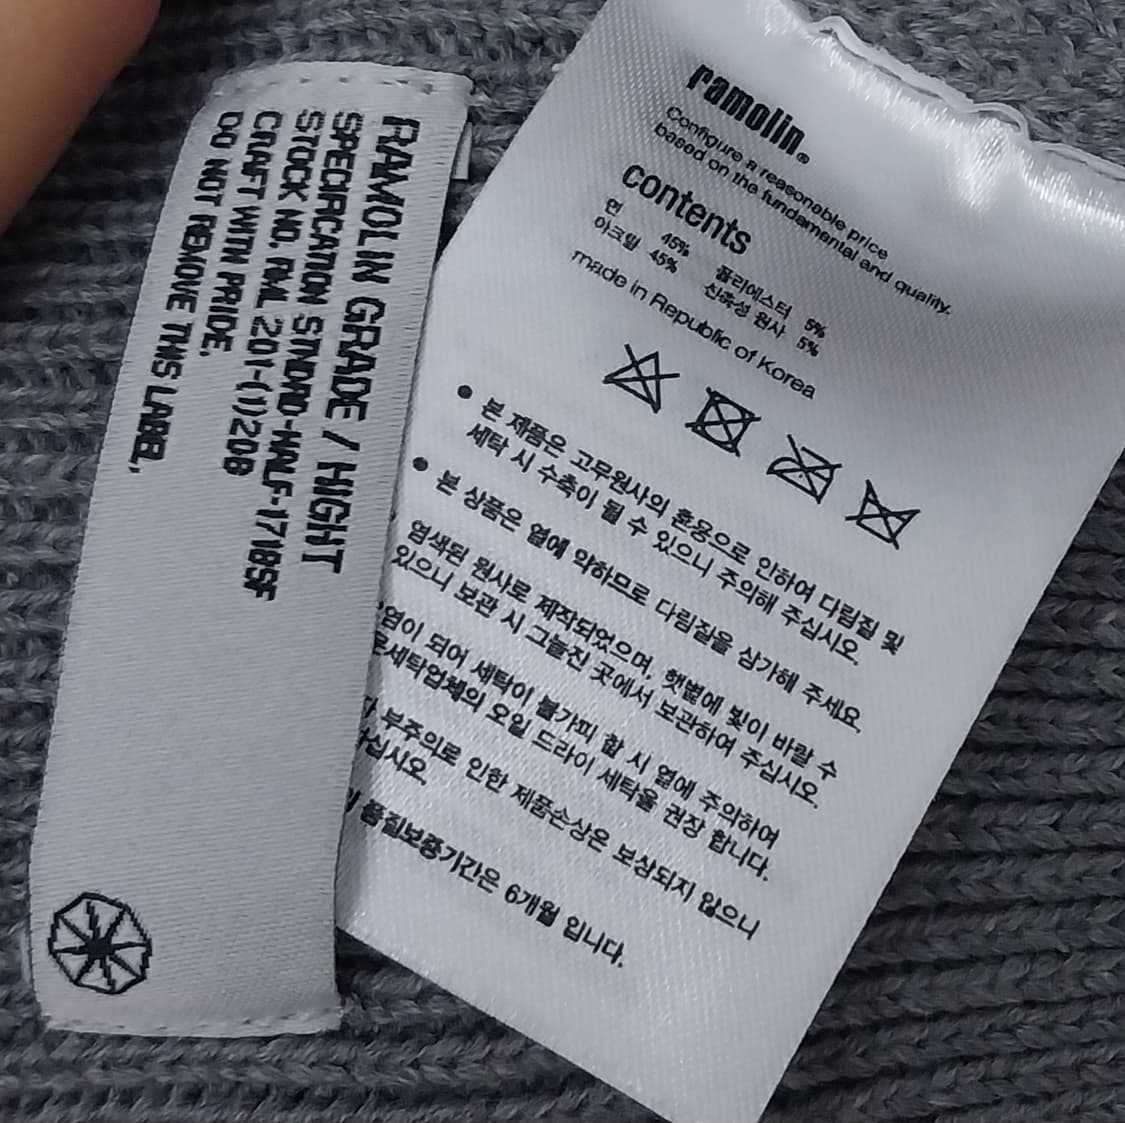 RAMOLIN GRADE / HIGHT
SPECIFICATION STNDRD-HALF-1718SF
STOCK NO. RML 201-(1)208
CRAFT WITH PRIDE.
DO NOT REMOVE THIS LABEL.
ramolin®
Configure a reasonable price
based on the fundamental and quality.
contents
면 45% 폴리에스터 5%
아크릴 45% 신축성 원사 5%
made in Republic of Korea
• 본 제품은 고무원사의 혼용으로 인하여 다림질 및
세탁 시 수축이 될 수 있으니 주의해 주십시오.
• 본 상품은 열에 약하므로 다림질을 삼가해 주세요.
염색된 원사로 제작되었으며, 햇볕에 빛이 바랄 수
있으니 보관 시 그늘진 곳에서 보관하여 주십시오.
염이 되어 세탁이 불가피 할 시 열에 주의하여
세탁업체의 오일 드라이 세탁을 권장 합니다.
부주의로 인한 제품손상은 보상되지 않으니
십시오.
품질보증기간은 6개월 입니다.